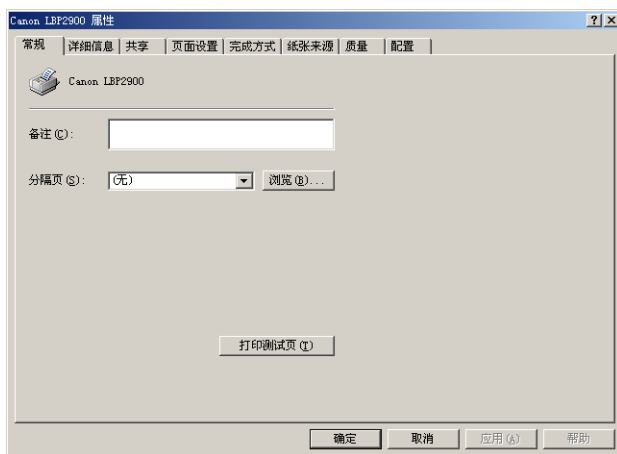 Canon LBP2900 属性
常规 详细信息 共享 页面设置 完成方式 纸张来源 质量 配置
Canon LBP2900
备注(C):
分隔页(S): (无) 浏览(B)...
打印测试页(T)
确定 取消 应用(A) 帮助